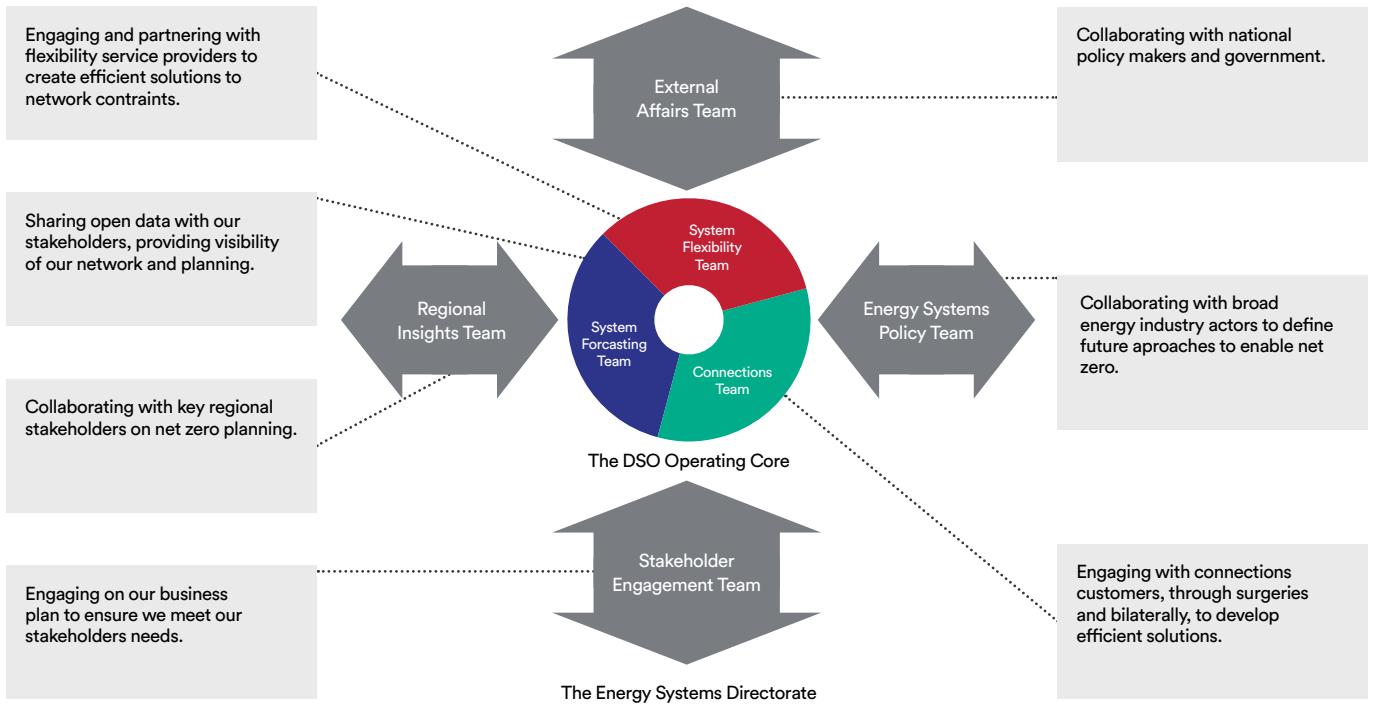 Engaging and partnering with
flexibility service providers to
create efficient solutions to
network contraints.
Sharing open data with our
stakeholders, providing visibility
of our network and planning.
Collaborating with key regional
stakeholders on net zero planning.
Engaging on our business
plan to ensure we meet our
stakeholders needs.
External
Affairs Team
Regional
Insights Team
System
Flexibility
Team
System
Forcasting
Team
Connections
Team
Energy Systems
Policy Team
The DSO Operating Core
Stakeholder
Engagement Team
The Energy Systems Directorate
Collaborating with national
policy makers and government.
Collaborating with broad
energy industry actors to define
future aproaches to enable net
zero.
Engaging with connections
customers, through surgeries
and bilaterally, to develop
efficient solutions.